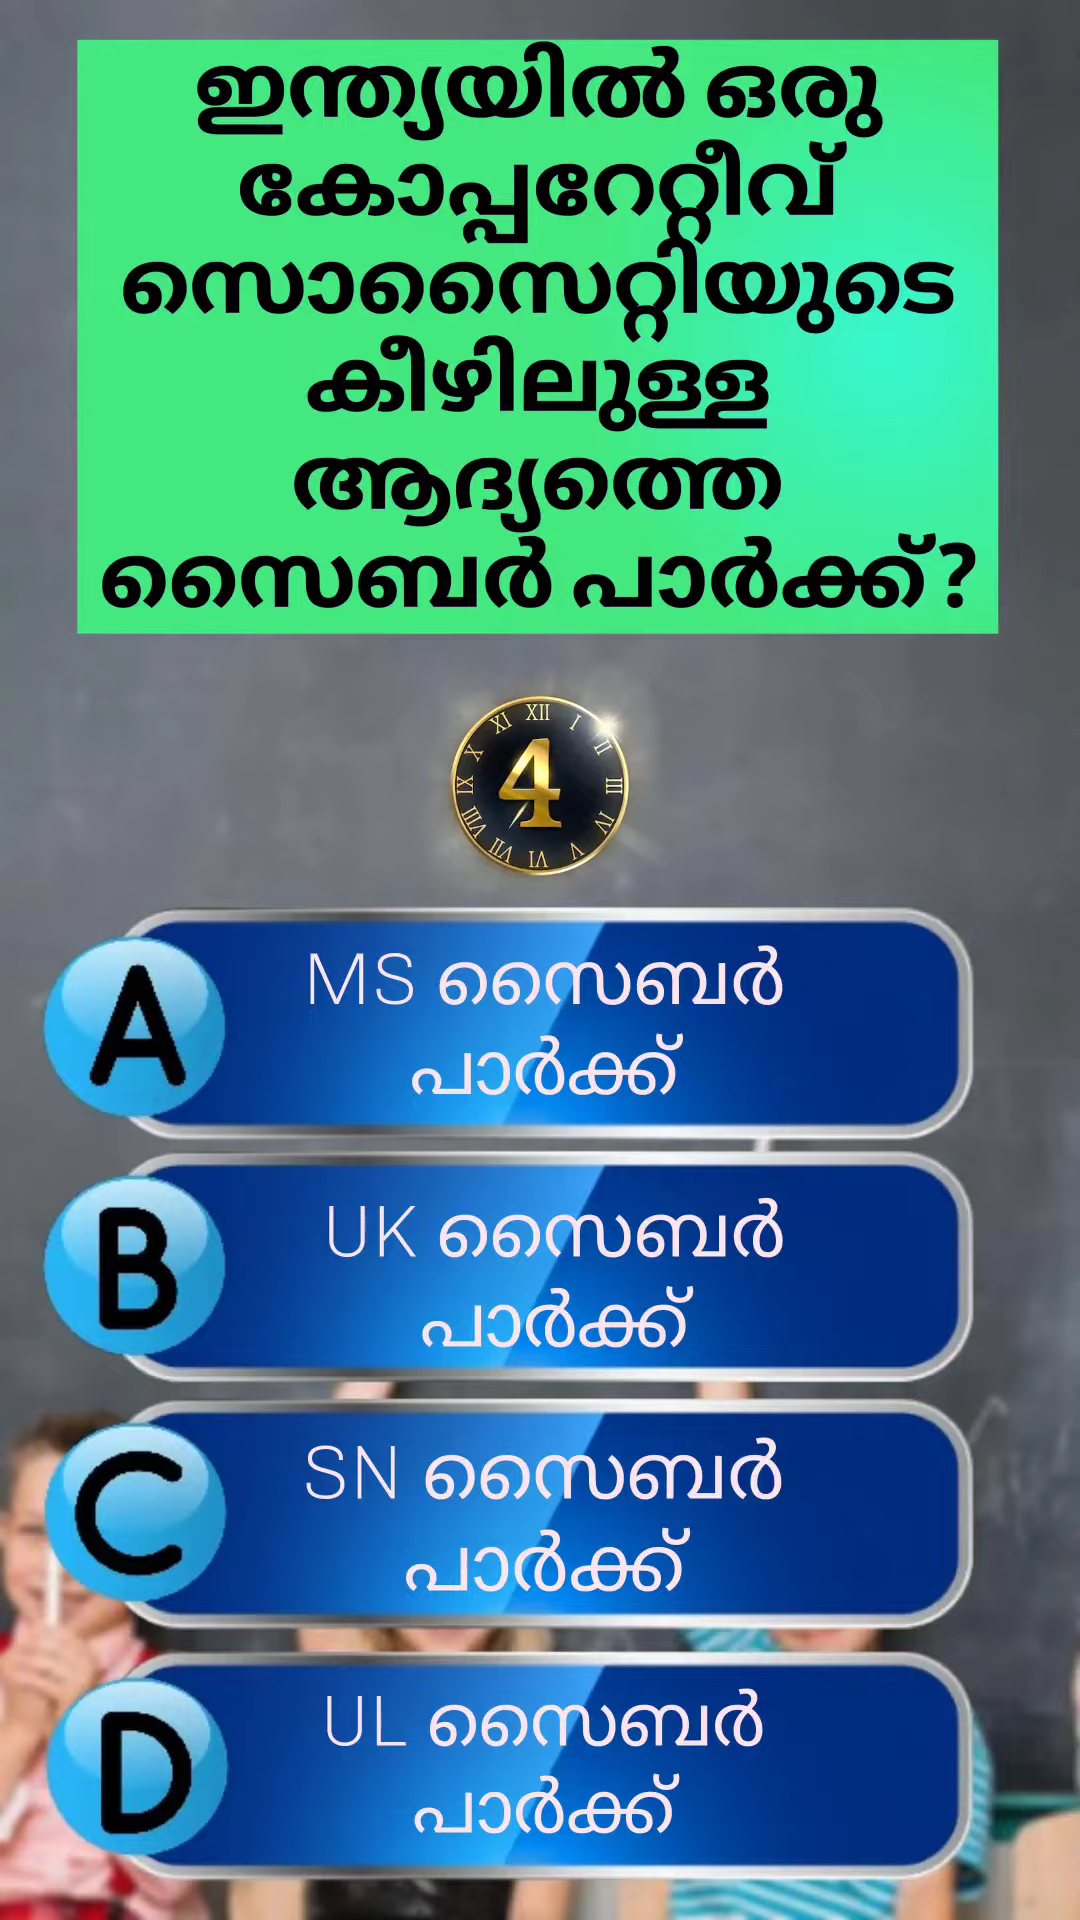 ഇന്ത്യയിൽ ഒരു
കോപ്പറേറ്റീവ്
സൊസൈറ്റിയുടെ
കീഴിലുള്ള
ആദ്യത്തെ
സൈബർ പാർക്ക്?
XII
I
II
III
IV
V
VI
VII
VIII
IX
X
XI
4
A
MS സൈബർ
പാർക്ക്
B
UK സൈബർ
പാർക്ക്
C
SN സൈബർ
പാർക്ക്
D
UL സൈബർ
പാർക്ക്